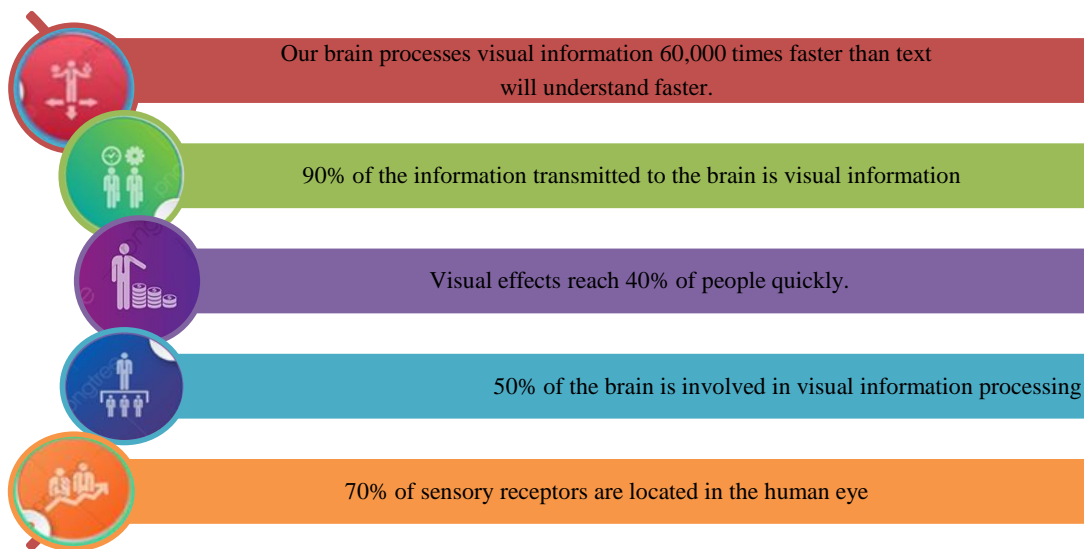 Our brain processes visual information 60,000 times faster than text
will understand faster.
90% of the information transmitted to the brain is visual information
Visual effects reach 40% of people quickly.
50% of the brain is involved in visual information processing
70% of sensory receptors are located in the human eye